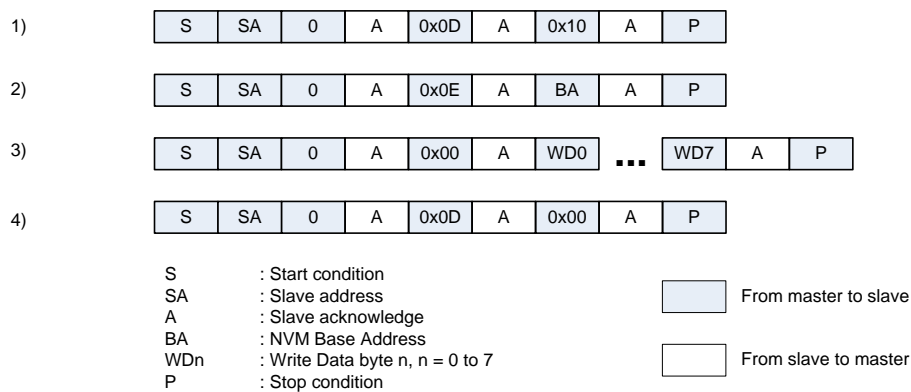 1) S SA 0 A 0x0D A 0x10 A P
2) S SA 0 A 0x0E A BA A P
3) S SA 0 A 0x00 A WD0 ... WD7 A P
4) S SA 0 A 0x0D A 0x00 A P
S : Start condition
SA : Slave address
A : Slave acknowledge
BA : NVM Base Address
WDn : Write Data byte n, n = 0 to 7
P : Stop condition
From master to slave
From slave to master